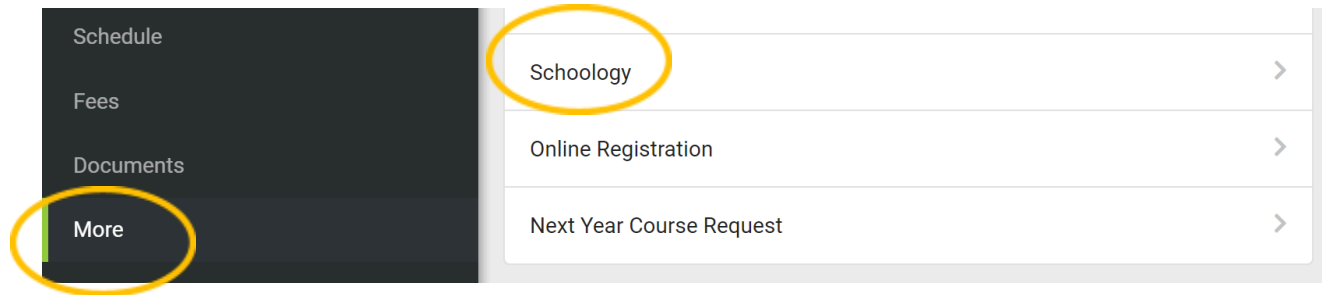 Schedule
Fees
Documents
More
Schoology
Online Registration
Next Year Course Request